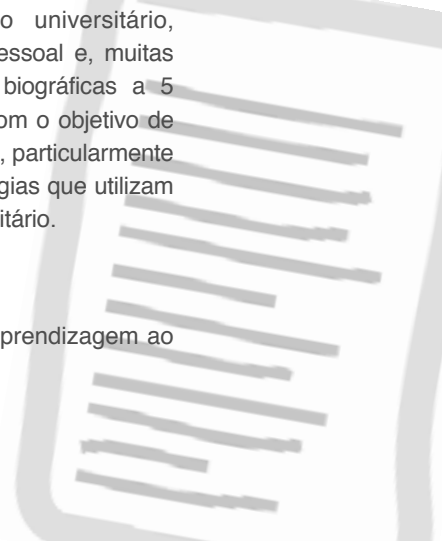 o universitário,
essoal e, muitas
biográficas a 5
om o objetivo de
, particularmente
gias que utilizam
itário.
prendizagem ao